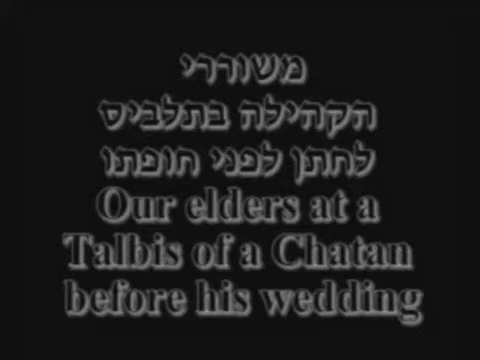 משוררי
הקהילה בתלביס
לחתן לפני חופתו
Our elders at a
Talbis of a Chatan
before his wedding